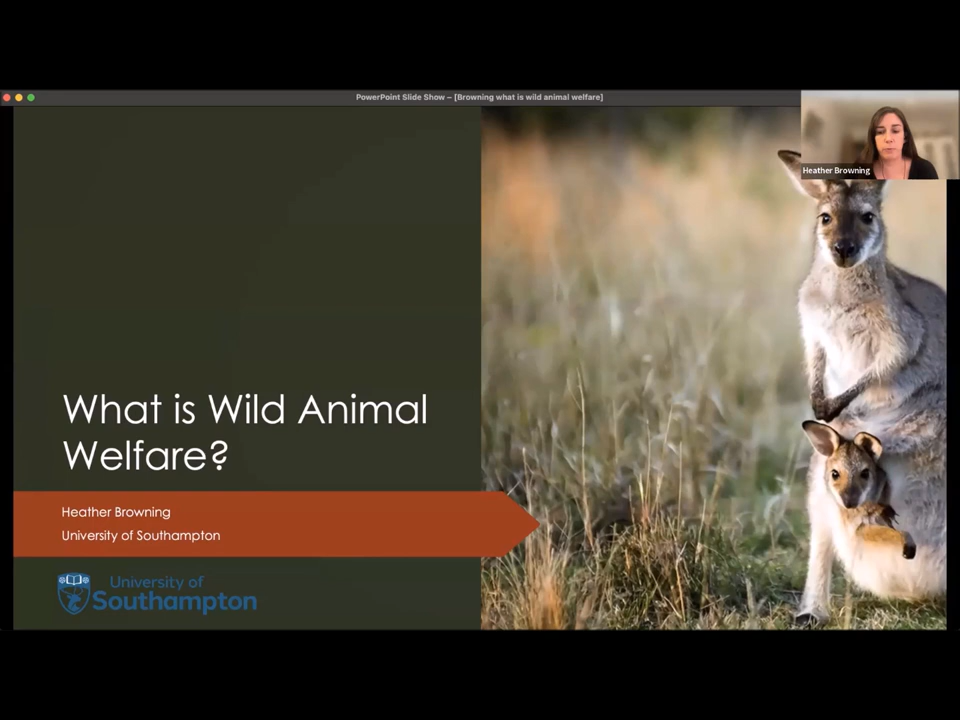 PowerPoint Slide Show – [Browning what is wild animal welfare]
Heather Browning
What is Wild Animal
Welfare?
Heather Browning
University of Southampton
University of
Southampton